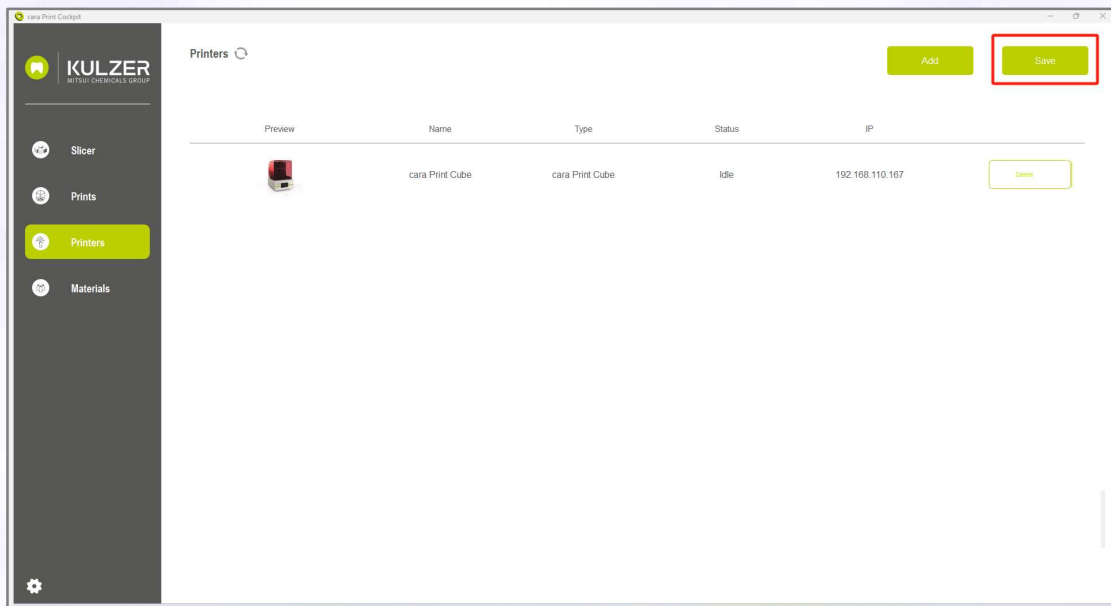 cara Print Cockpit
KULZER
MITSUI CHEMICALS GROUP
Slicer
Prints
Printers
Materials
Printers
Add
Save
Preview Name Type Status IP
cara Print Cube cara Print Cube Idle 192.168.110.167 Delete